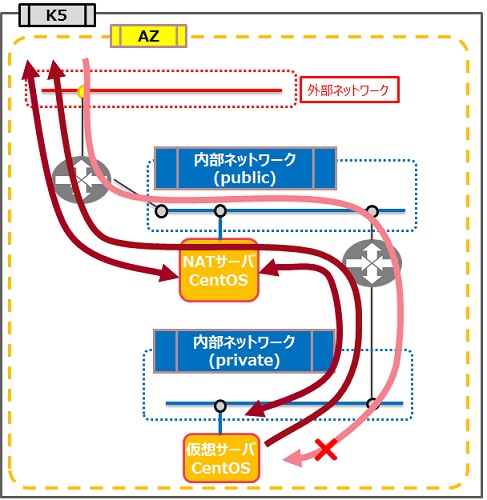 K5
AZ
外部ネットワーク
内部ネットワーク
(public)
NATサーバ
CentOS
内部ネットワーク
(private)
仮想サーバ
CentOS